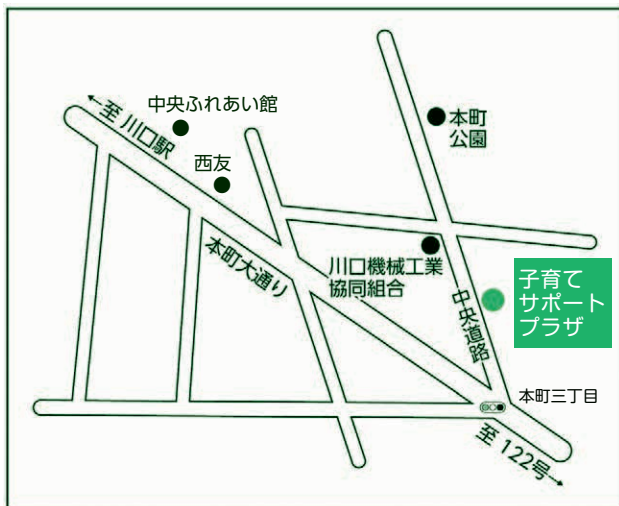 中央ふれあい館
至 川口駅
西友
本町
公園
本町大通り
川口機械工業
協同組合
中央道路
子育て
サポート
プラザ
本町三丁目
至 122号